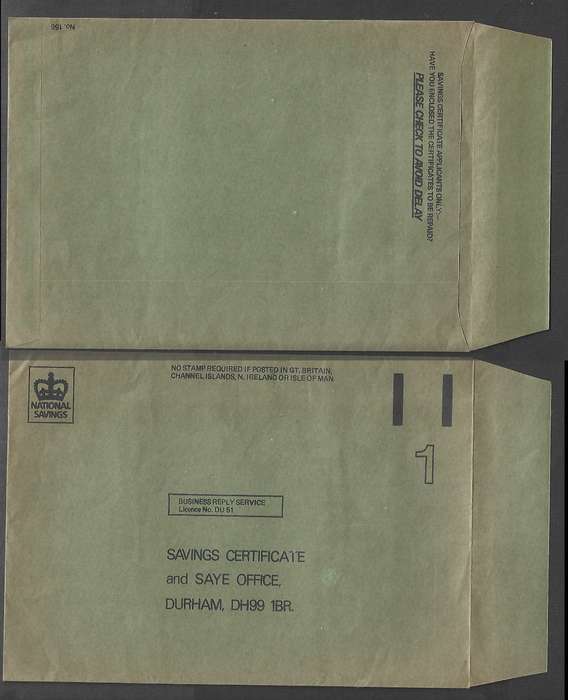 No. 156
SAVINGS CERTIFICATE APPLICANTS ONLY:-
HAVE YOU ENCLOSED THE CERTIFICATES TO BE REPAID?
PLEASE CHECK TO AVOID DELAY
NATIONAL
SAVINGS
NO STAMP REQUIRED IF POSTED IN GT. BRITAIN,
CHANNEL ISLANDS, N. IRELAND OR ISLE OF MAN
1
BUSINESS REPLY SERVICE
Licence No. DU 51
SAVINGS CERTIFICATE
and SAYE OFFICE,
DURHAM, DH99 1BR.